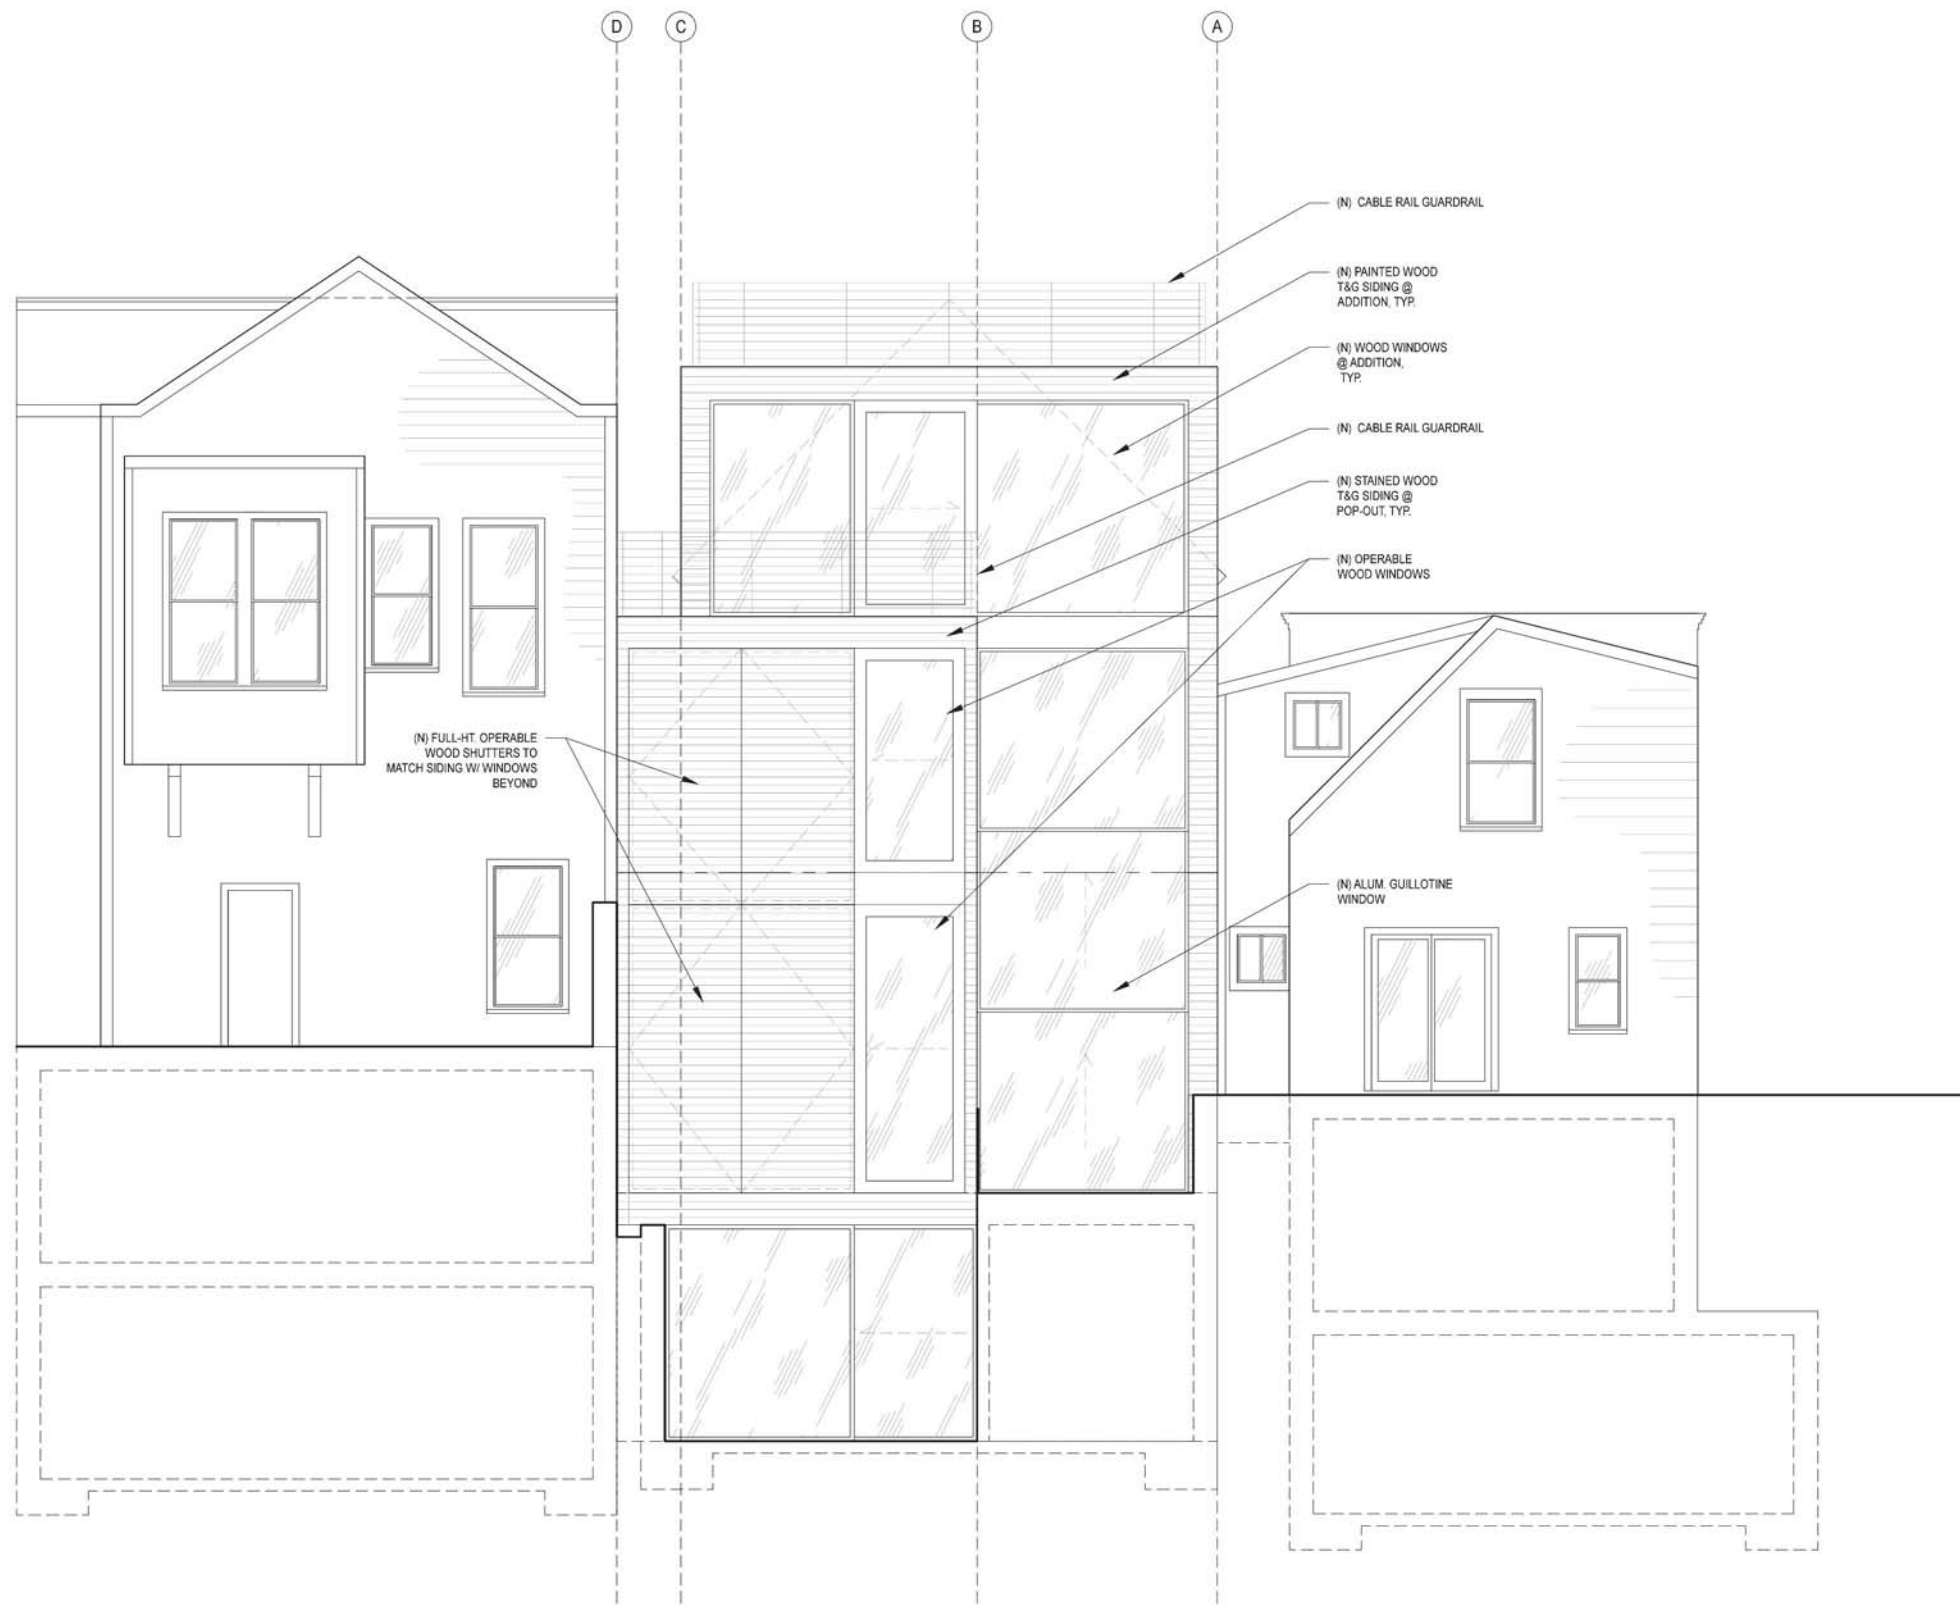 D
C
B
A
(N) CABLE RAIL GUARDRAIL
(N) PAINTED WOOD
T&G SIDING @
ADDITION, TYP.
(N) WOOD WINDOWS
@ ADDITION,
TYP.
(N) CABLE RAIL GUARDRAIL
(N) STAINED WOOD
T&G SIDING @
POP-OUT, TYP.
(N) OPERABLE
WOOD WINDOWS
(N) FULL-HT. OPERABLE
WOOD SHUTTERS TO
MATCH SIDING W/ WINDOWS
BEYOND
(N) ALUM. GUILLOTINE
WINDOW